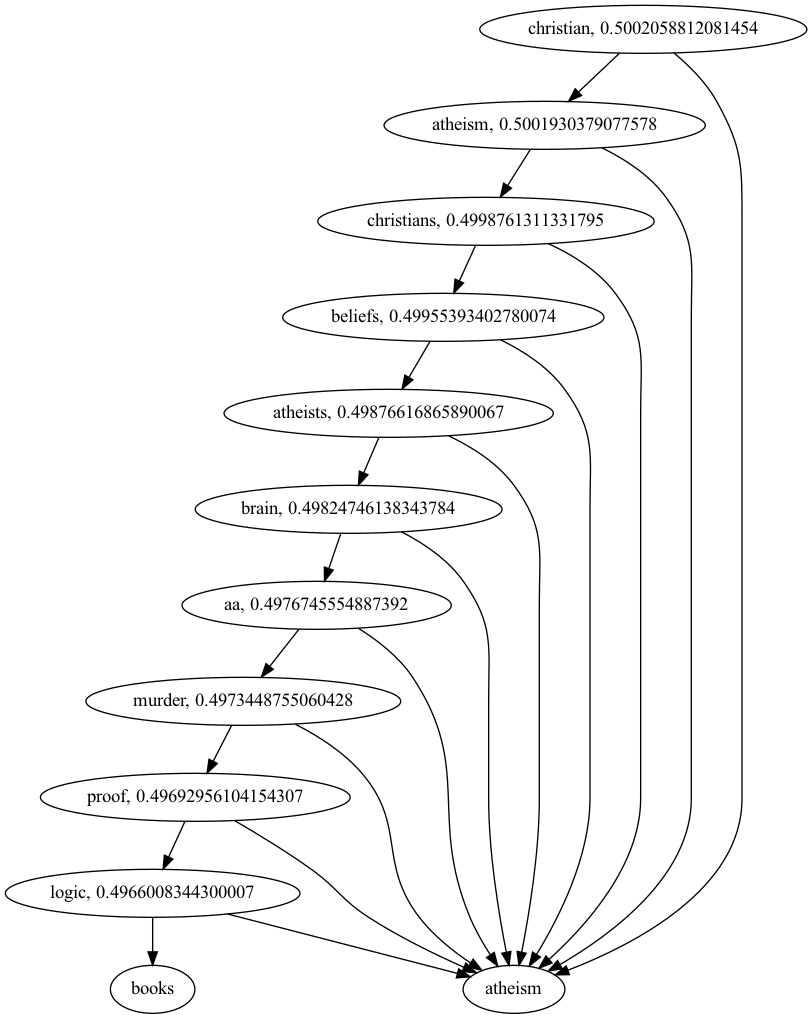 christian, 0.5002058812081454
atheism, 0.5001930379077578
christians, 0.4998761311331795
beliefs, 0.49955393402780074
atheists, 0.49876616865890067
brain, 0.49824746138343784
aa, 0.4976745554887392
murder, 0.4973448755060428
proof, 0.49692956104154307
logic, 0.4966008344300007
books
atheism